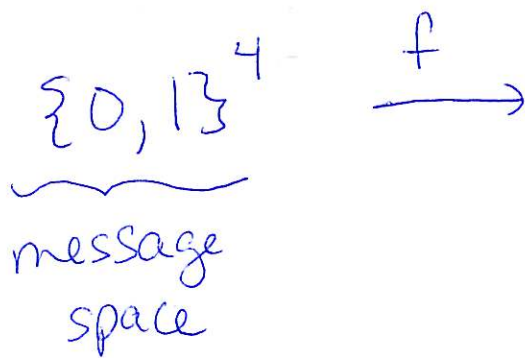 {0,1}⁴ f ⟶
message
space